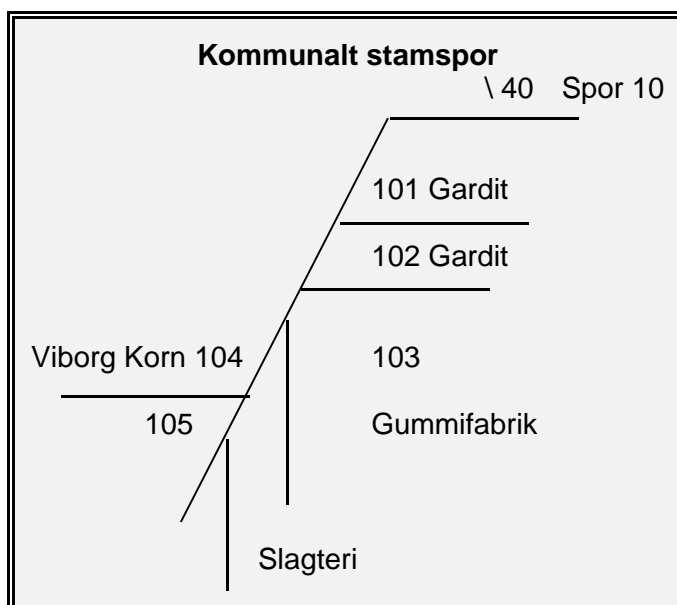 Kommunalt stamspor
\ 40 Spor 10
101 Gardit
102 Gardit
Viborg Korn 104
103
105
Gummifabrik
Slagteri